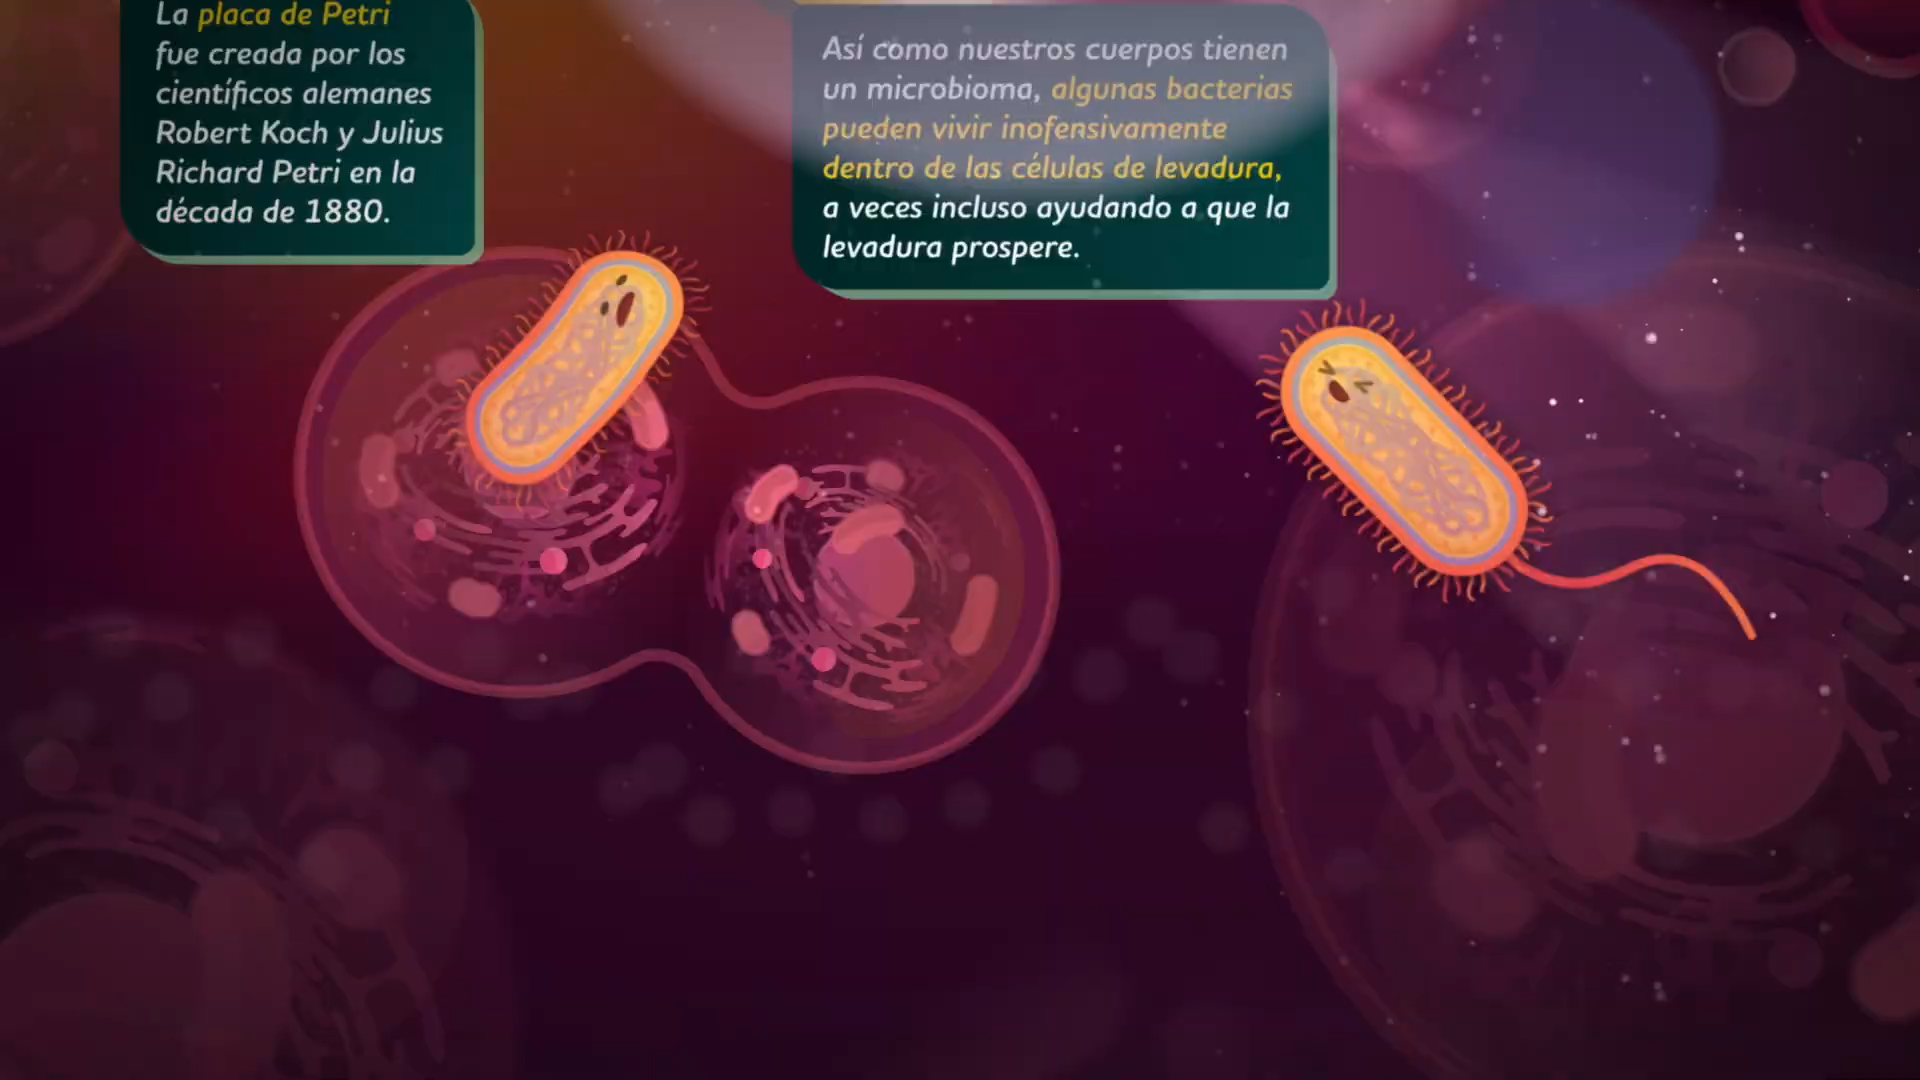 La placa de Petri
fue creada por los
científicos alemanes
Robert Koch y Julius
Richard Petri en la
década de 1880.
Así como nuestros cuerpos tienen
un microbioma, algunas bacterias
pueden vivir inofensivamente
dentro de las células de levadura,
a veces incluso ayudando a que la
levadura prospere.